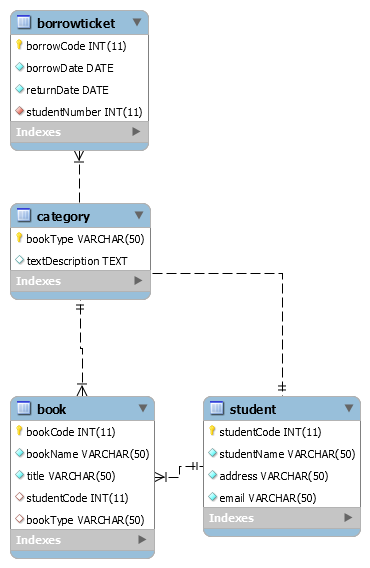 borrowticket
borrowCode INT(11)
borrowDate DATE
returnDate DATE
studentNumber INT(11)
Indexes
category
bookType VARCHAR(50)
textDescription TEXT
Indexes
book
bookCode INT(11)
bookName VARCHAR(50)
title VARCHAR(50)
studentCode INT(11)
bookType VARCHAR(50)
Indexes
student
studentCode INT(11)
studentName VARCHAR(50)
address VARCHAR(50)
email VARCHAR(50)
Indexes